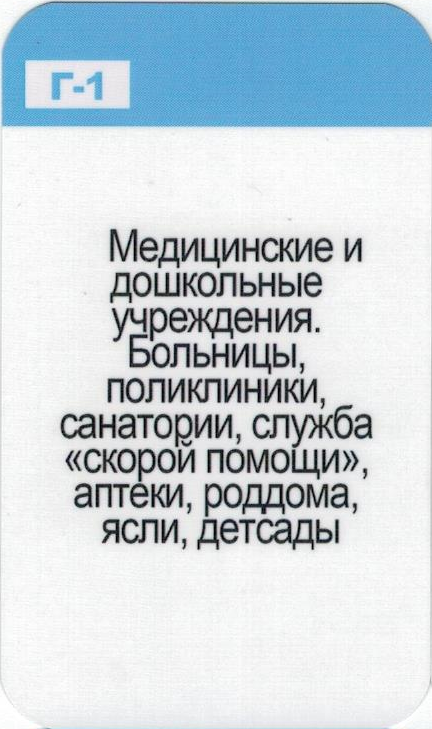 Г-1
Медицинские и
дошкольные
учреждения.
Больницы,
поликлиники,
санатории, служба
«скорой помощи»,
аптеки, роддома,
ясли, детсады